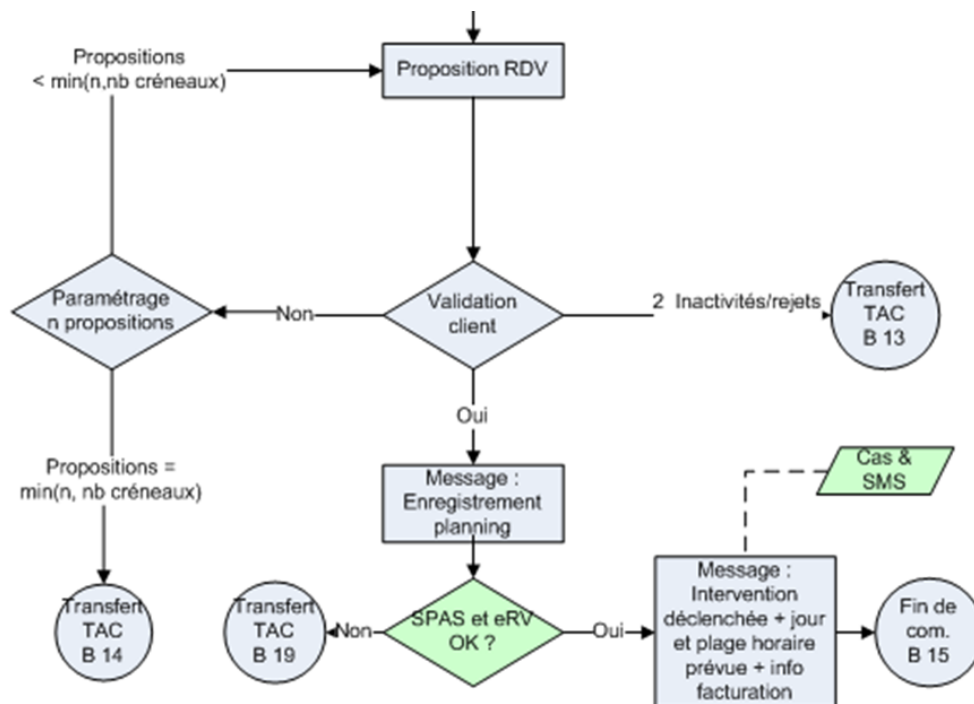 Propositions
< min(n,nb créneaux)
Proposition RDV
Paramétrage
n propositions
Non
Validation
client
2 Inactivités/rejets
Transfert
TAC
B 13
Oui
Propositions =
min(n, nb créneaux)
Message :
Enregistrement
planning
Cas &
SMS
Transfert
TAC
B 14
Transfert
TAC
B 19
Non
SPAS et eRV
OK ?
Oui
Message :
Intervention
déclenchée + jour
et plage horaire
prévue + info
facturation
Fin de
com.
B 15